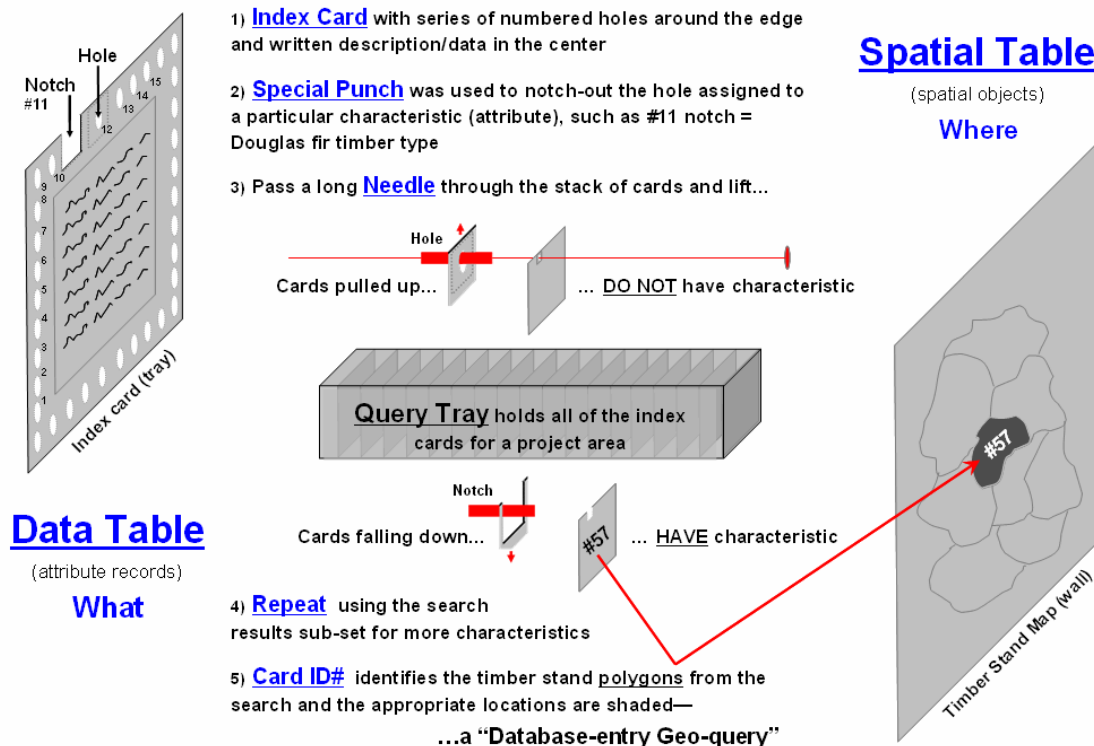 1) Index Card with series of numbered holes around the edge
and written description/data in the center
2) Special Punch was used to notch-out the hole assigned to
a particular characteristic (attribute), such as #11 notch =
Douglas fir timber type
3) Pass a long Needle through the stack of cards and lift…
Hole
Notch
#11
15
14
13
12
10
9
8
7
6
5
4
3
2
1
Index card (tray)
Data Table
(attribute records)
What
Hole
Cards pulled up…
… DO NOT have characteristic
Query Tray holds all of the index
cards for a project area
Notch
Cards falling down…
#57
… HAVE characteristic
4) Repeat using the search
results sub-set for more characteristics
5) Card ID# identifies the timber stand polygons from the
search and the appropriate locations are shaded—
…a “Database-entry Geo-query”
Spatial Table
(spatial objects)
Where
#57
Timber Stand Map (wall)